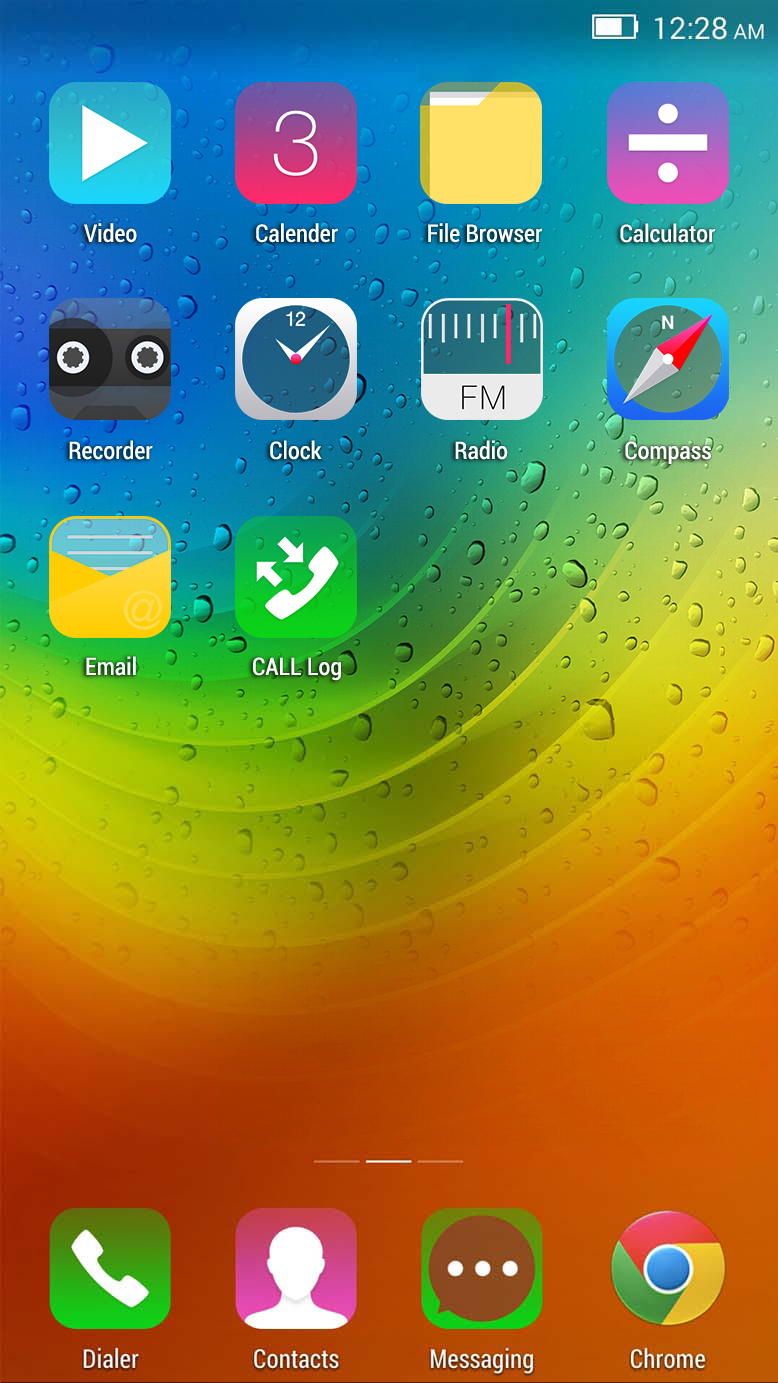 12:28 AM
3
Video
Calender
File Browser
Calculator
12
N
FM
Recorder
Clock
Radio
Compass
@
Email
CALL Log
Dialer
Contacts
Messaging
Chrome